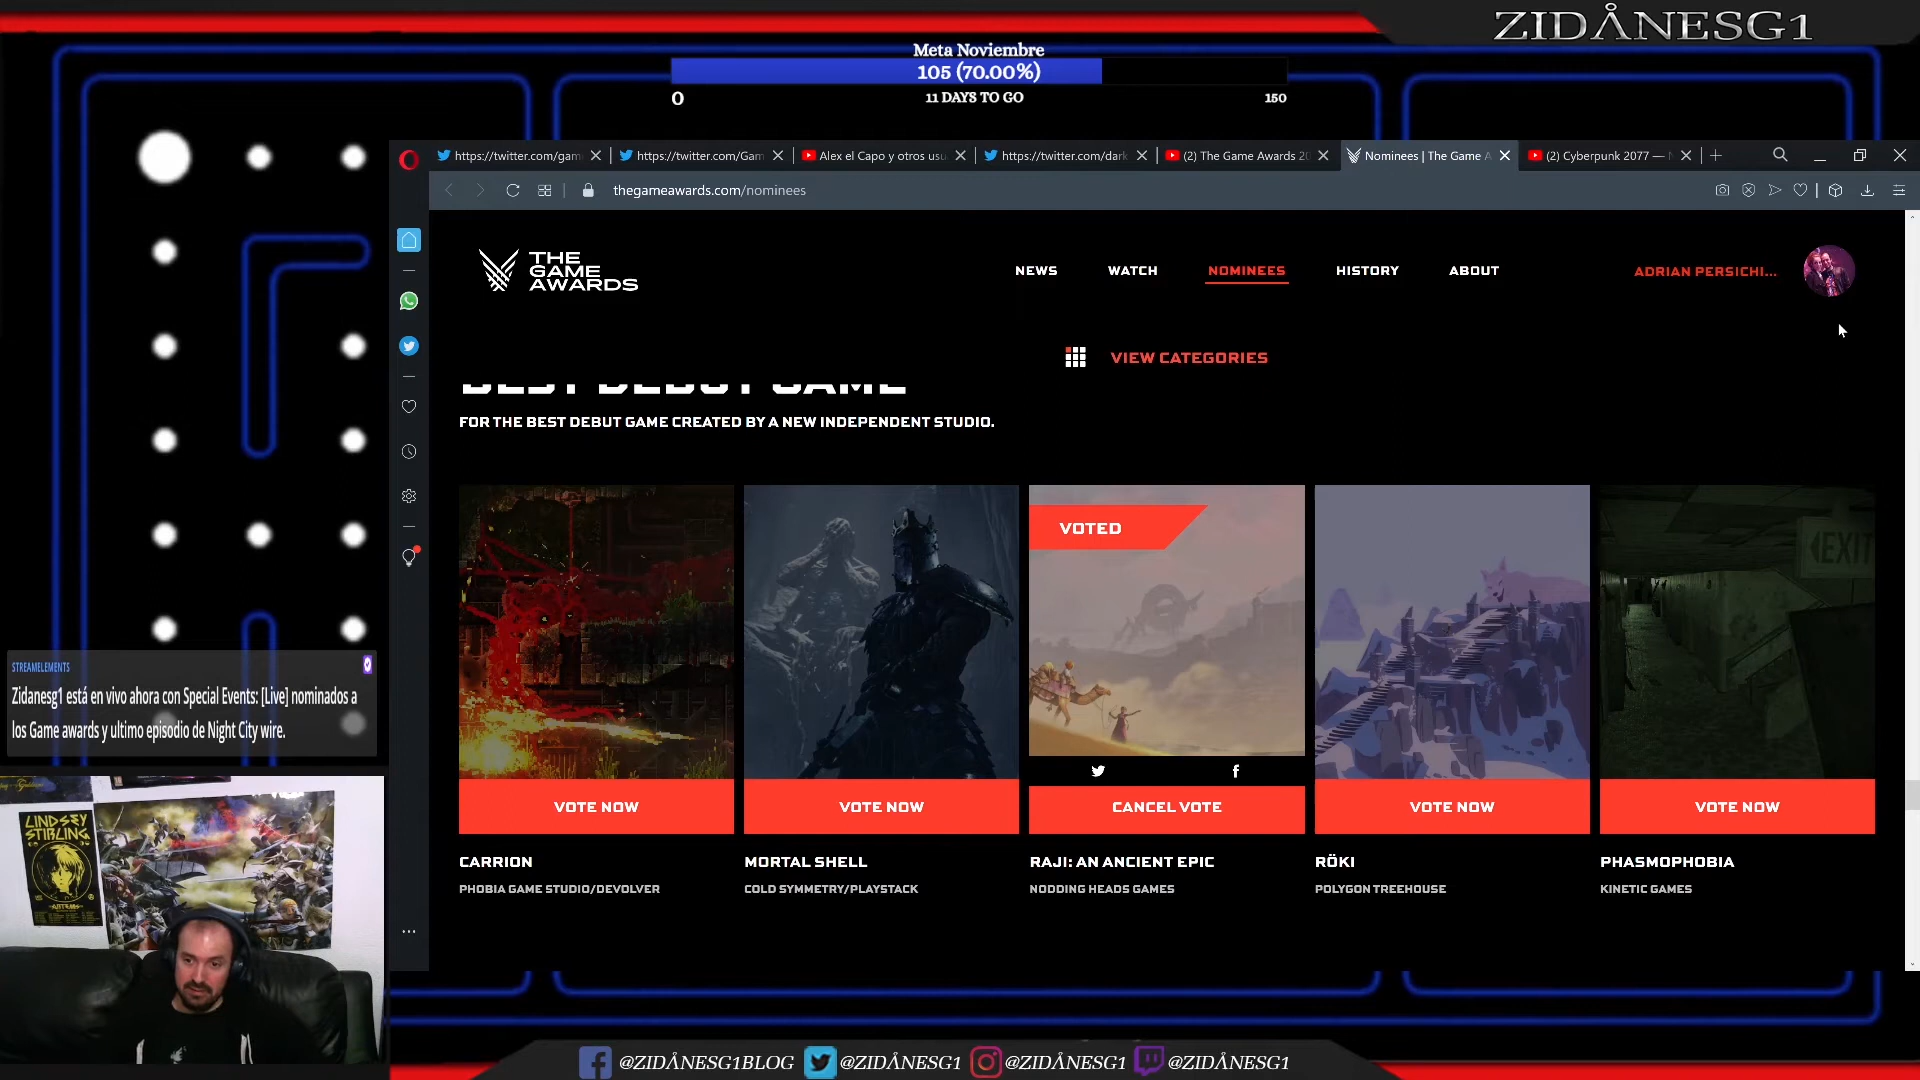 ZIDÅNESG1
Meta Noviembre
105 (70.00%)
0
11 DAYS TO GO
150
https://twitter.com/gam
https://twitter.com/Gam
Alex el Capo y otros usu
https://twitter.com/dark
(2) The Game Awards 20
Nominees | The Game A
(2) Cyberpunk 2077 —
thegameawards.com/nominees
THE
GAME
AWARDS
NEWS
WATCH
NOMINEES
HISTORY
ABOUT
ADRIAN PERSICHI...
VIEW CATEGORIES
BEST DEBUT GAME
FOR THE BEST DEBUT GAME CREATED BY A NEW INDEPENDENT STUDIO.
VOTED
EXIT
VOTE NOW
VOTE NOW
CANCEL VOTE
VOTE NOW
VOTE NOW
CARRION
MORTAL SHELL
RAJI: AN ANCIENT EPIC
RÖKI
PHASMOPHOBIA
PHOBIA GAME STUDIO/DEVOLVER
COLD SYMMETRY/PLAYSTACK
NODDING HEADS GAMES
POLYGON TREEHOUSE
KINETIC GAMES
STREAMELEMENTS
Zidanesg1 está en vivo ahora con Special Events: [Live] nominados a
los Game awards y ultimo episodio de Night City wire.
LINDSEY
STIRLING
ARTEMIS
@ZIDÅNESG1BLOG
@ZIDÅNESG1
@ZIDÅNESG1
@ZIDÅNESG1